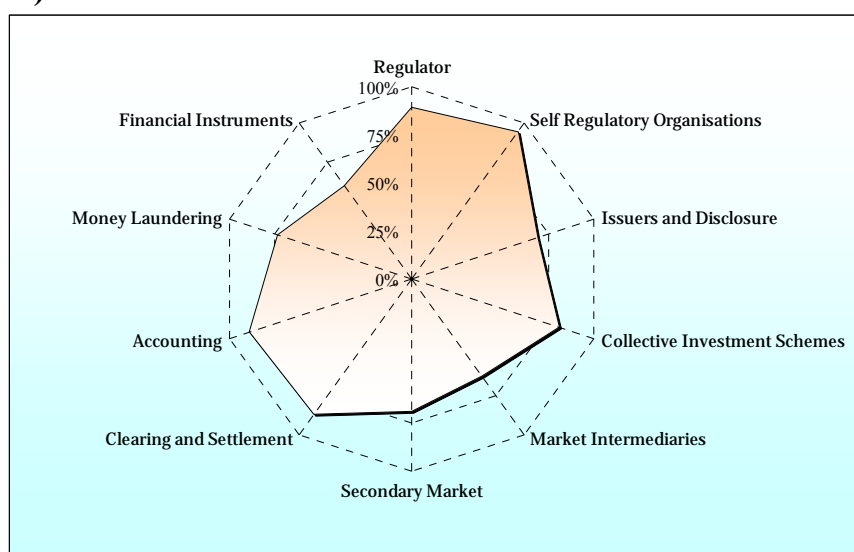 Regulator
100%
Financial Instruments
Self Regulatory Organisations
75%
50%
Money Laundering
Issuers and Disclosure
25%
0%
Accounting
Collective Investment Schemes
Clearing and Settlement
Market Intermediaries
Secondary Market